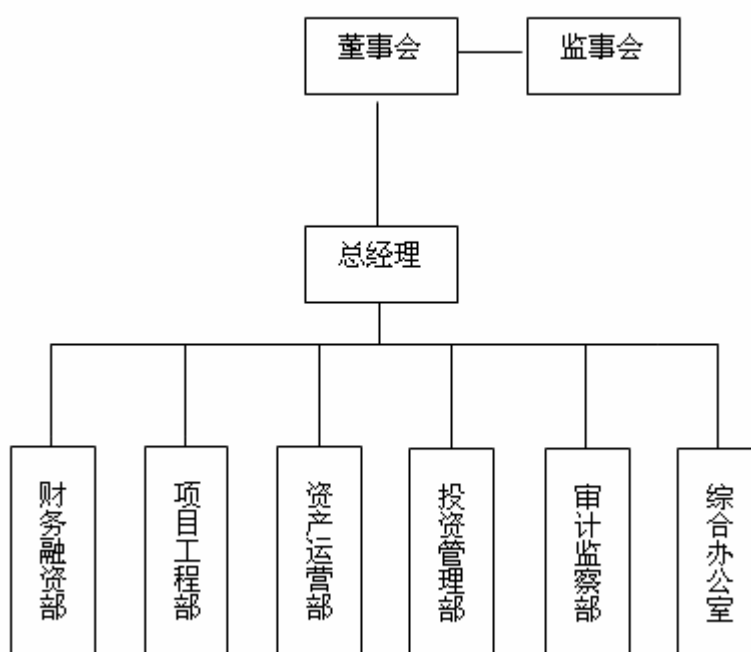 董事会
监事会
总经理
财务融资部
项目工程部
资产运营部
投资管理部
审计监察部
综合办公室